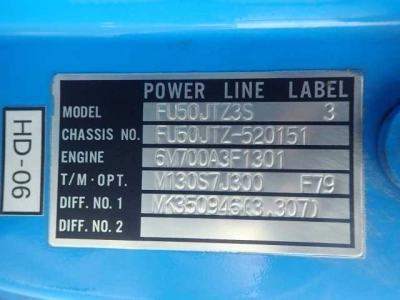 POWER LINE LABEL
MODEL FU50JTZ3S 3
CHASSIS NO. FU50JTZ-520151
ENGINE 6M700A3F1301
T/M·OPT. M130S7J300 F79
DIFF. NO. 1 MK350946(3.307)
DIFF. NO. 2
HD-06